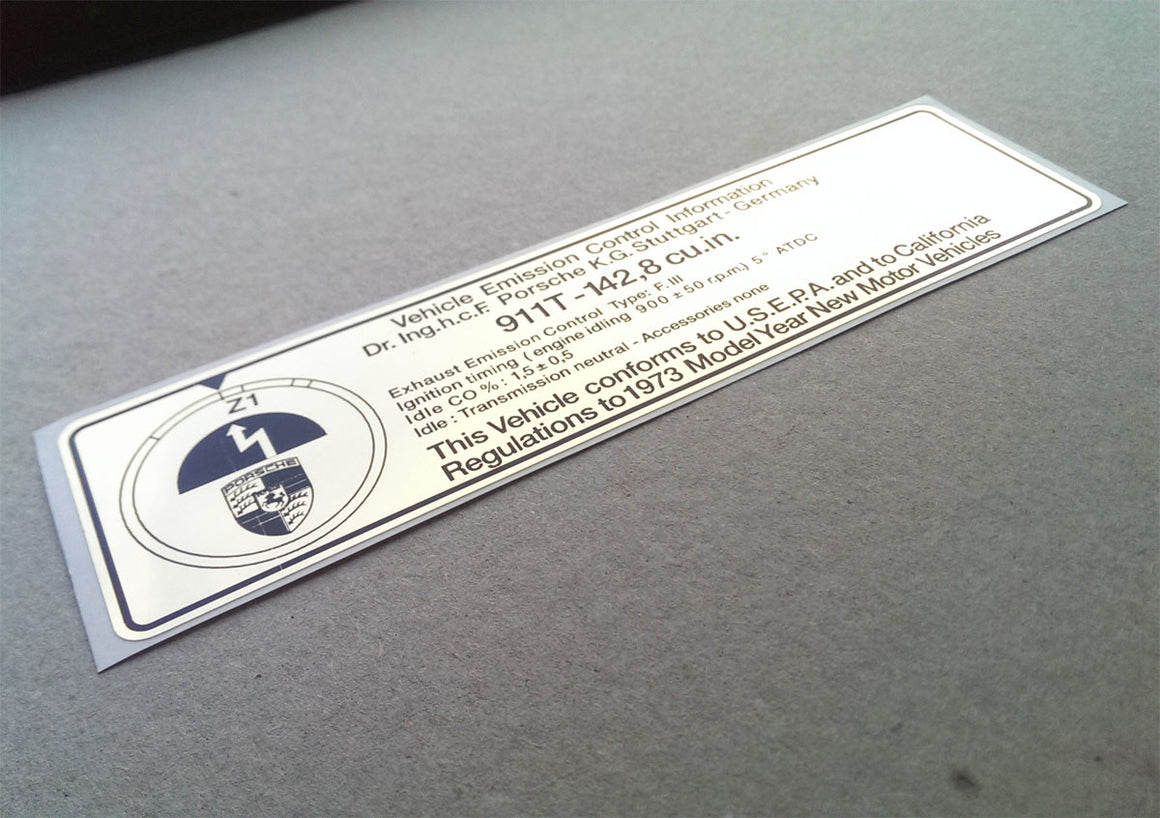 Vehicle Emission Control Information
Dr. Ing.h.c.F. Porsche K.G. Stuttgart - Germany
911T - 142,8 cu.in.
Exhaust Emission Control Type: F.III
Ignition timing (engine idling 900 ± 50 r.p.m.) 5° ATDC
Idle CO %: 1,5 ± 0,5
Idle: Transmission neutral - Accessories none
This Vehicle conforms to U.S.E.P.A. and to California
Regulations to 1973 Model Year New Motor Vehicles
Z1
PORSCHE